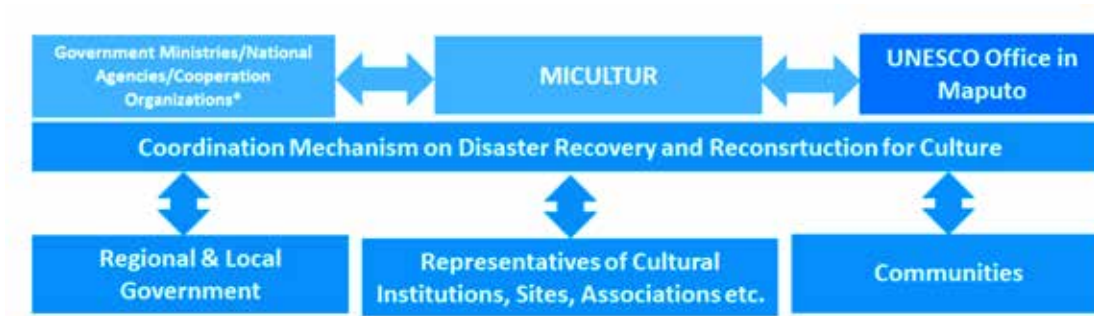 Government Ministries/National
Agencies/Cooperation
Organizations*
MICULTUR
UNESCO Office in
Maputo
Coordination Mechanism on Disaster Recovery and Reconsrtuction for Culture
Regional & Local
Government
Representatives of Cultural
Institutions, Sites, Associations etc.
Communities